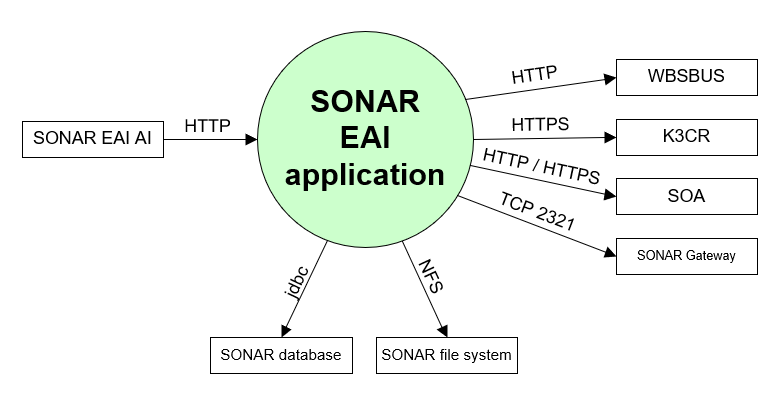 SONAR EAI AI
HTTP
SONAR
EAI
application
HTTP
WBSBUS
HTTPS
K3CR
HTTP / HTTPS
SOA
TCP 2321
SONAR Gateway
jdbc
NFS
SONAR database
SONAR file system